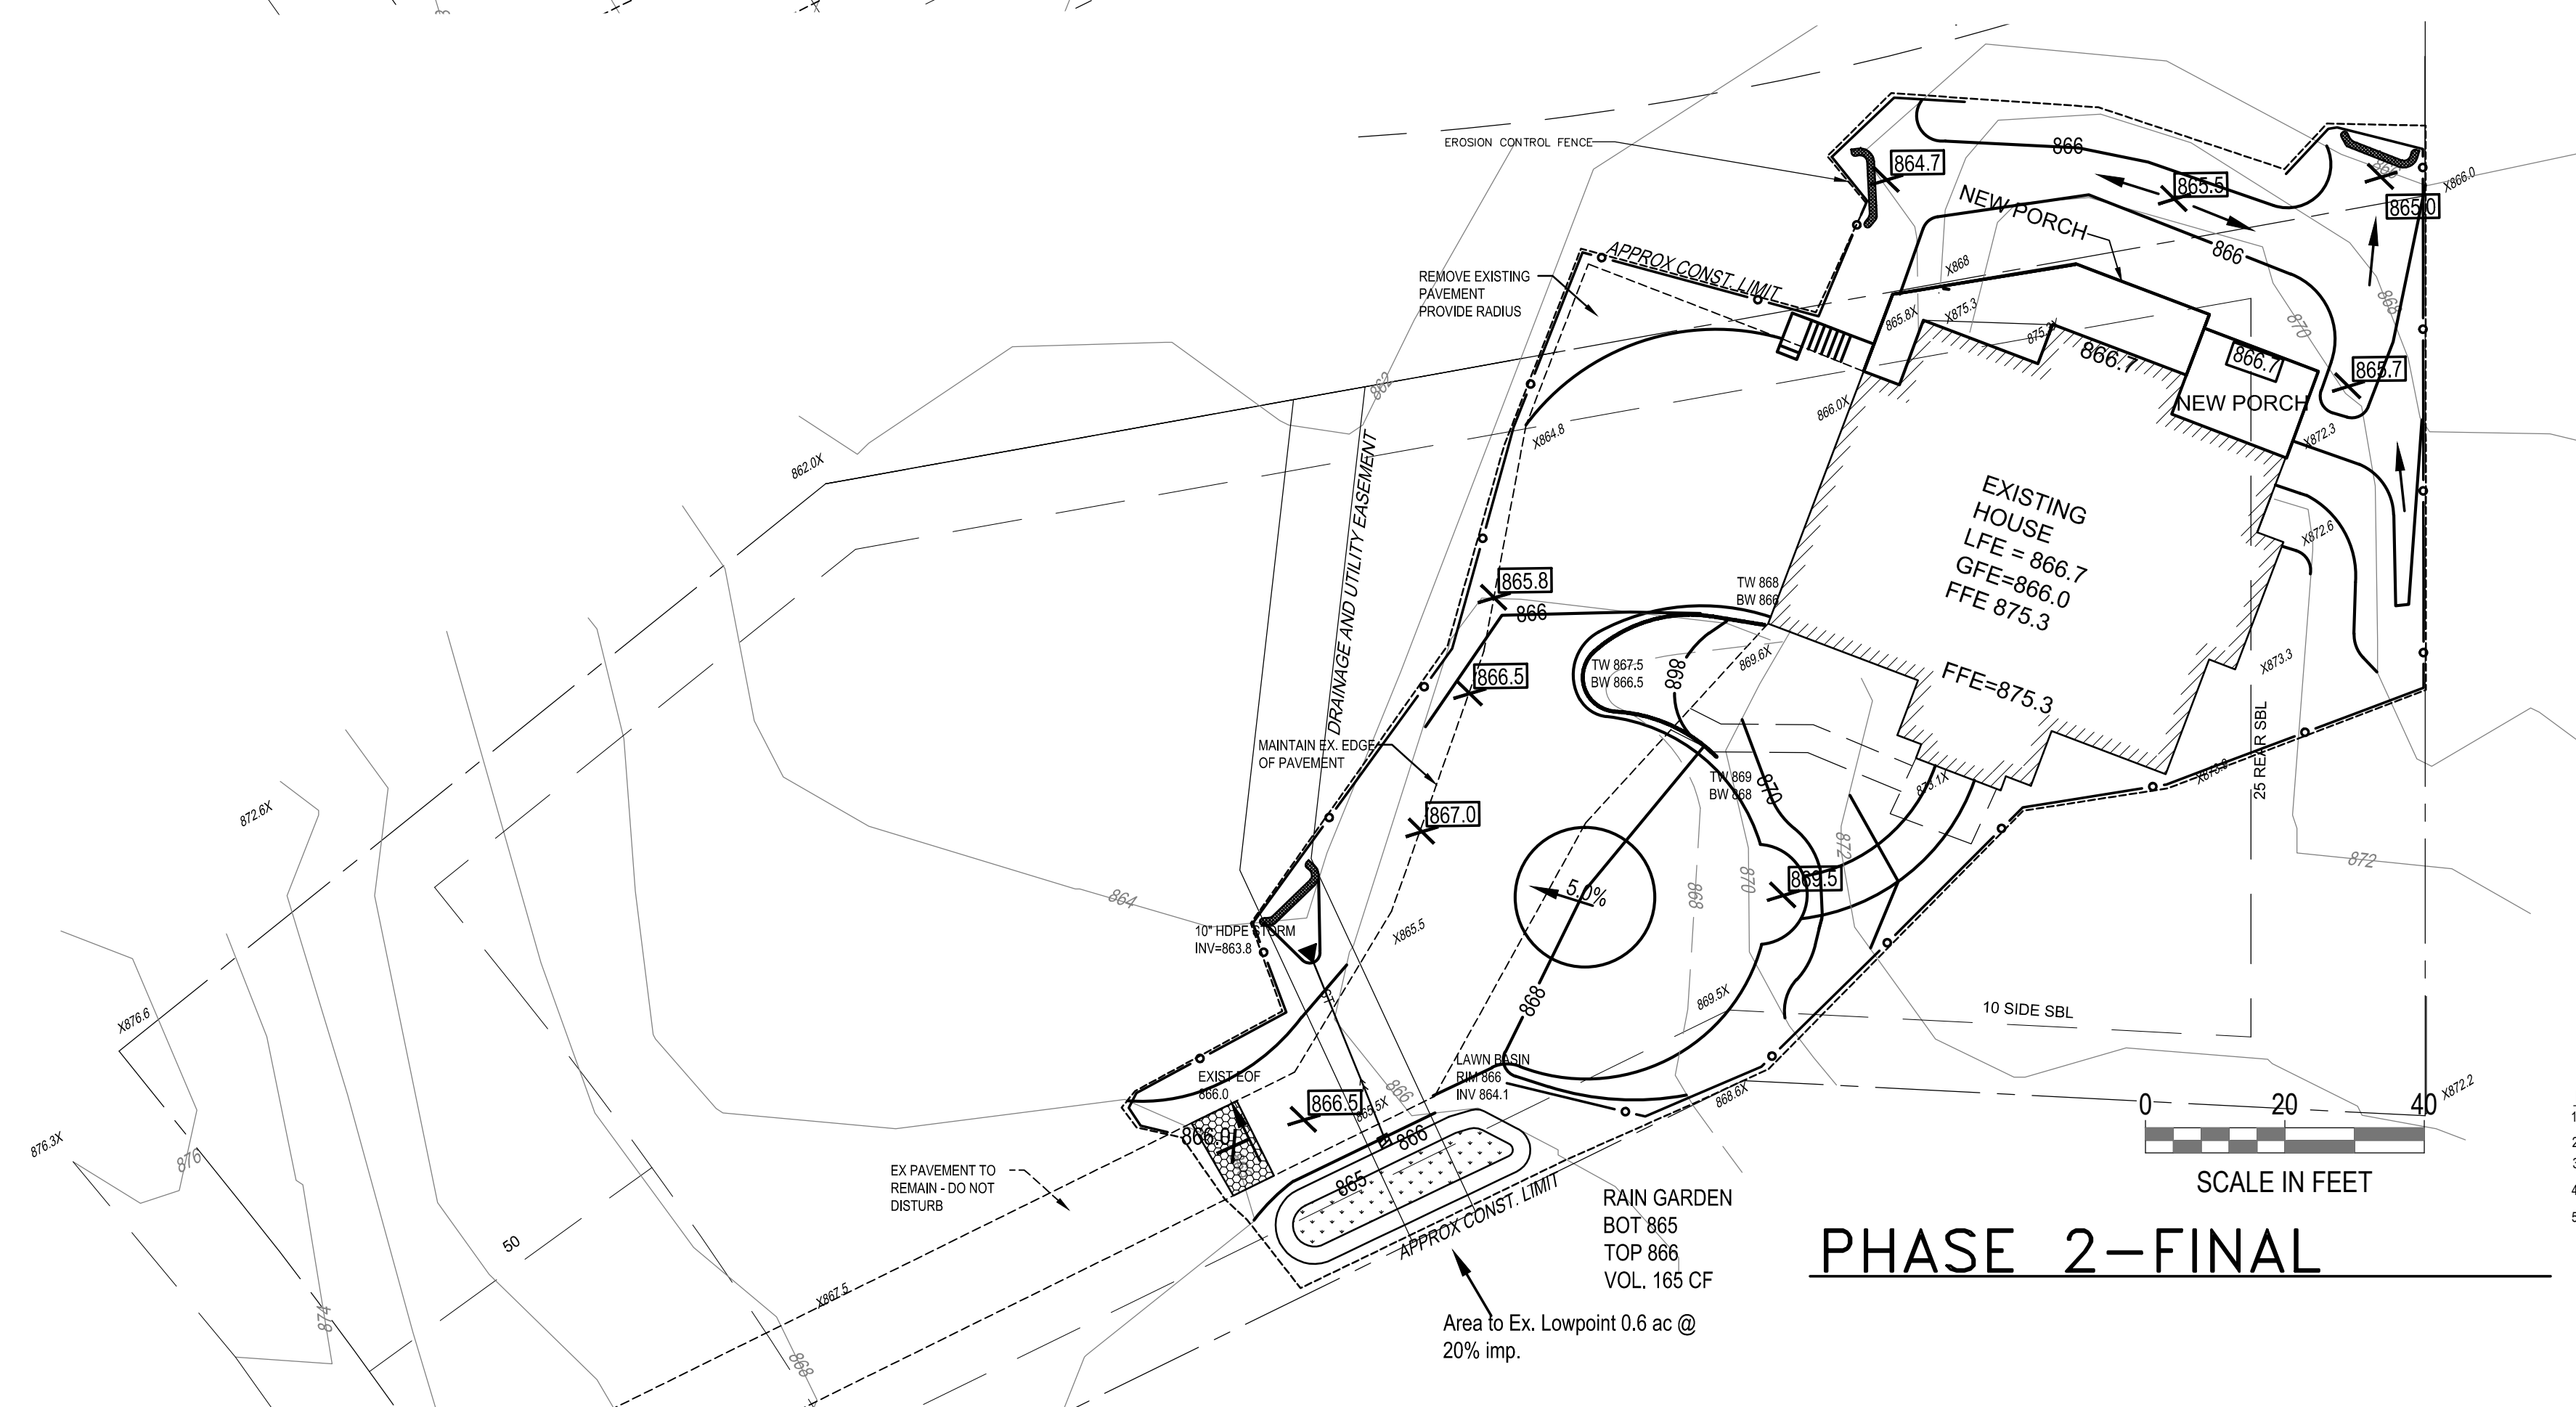 EROSION CONTROL FENCE
864.7
866
865.5
865.0
X866.0
NEW PORCH
866
APPROX CONST. LIMIT
X868
REMOVE EXISTING
PAVEMENT
PROVIDE RADIUS
865.8X
X875.3
868
870
866.7
866.7
865.7
NEW PORCH
862
866.0X
X864.8
X872.3
862.0X
DRAINAGE AND UTILITY EASEMENT
EXISTING
HOUSE
LFE = 866.7
GFE=866.0
FFE 875.3
X872.6
865.8
866
TW 868
BW 866
866.5
TW 867.5
BW 866.5
868
869.6X
X873.3
FFE=875.3
MAINTAIN EX. EDGE
OF PAVEMENT
TW 869
BW 868
870
25 REAR SBL
872.6X
867.0
872
872
864
5.0%
869.5
868
870
10" HDPE STORM
INV=863.8
X865.5
868
869.5X
10 SIDE SBL
X876.6
EXIST EOF
866.0
LAWN BASIN
RIM 866
INV 864.1
866
866.5
865.5X
868.6X
X872.2
0 20 40
SCALE IN FEET
876.3X
876
866.0
866
865
EX PAVEMENT TO
REMAIN - DO NOT
DISTURB
APPROX CONST. LIMIT
RAIN GARDEN
BOT 865
TOP 866
VOL. 165 CF
PHASE 2-FINAL
50
X867.5
874
868
Area to Ex. Lowpoint 0.6 ac @
20% imp.